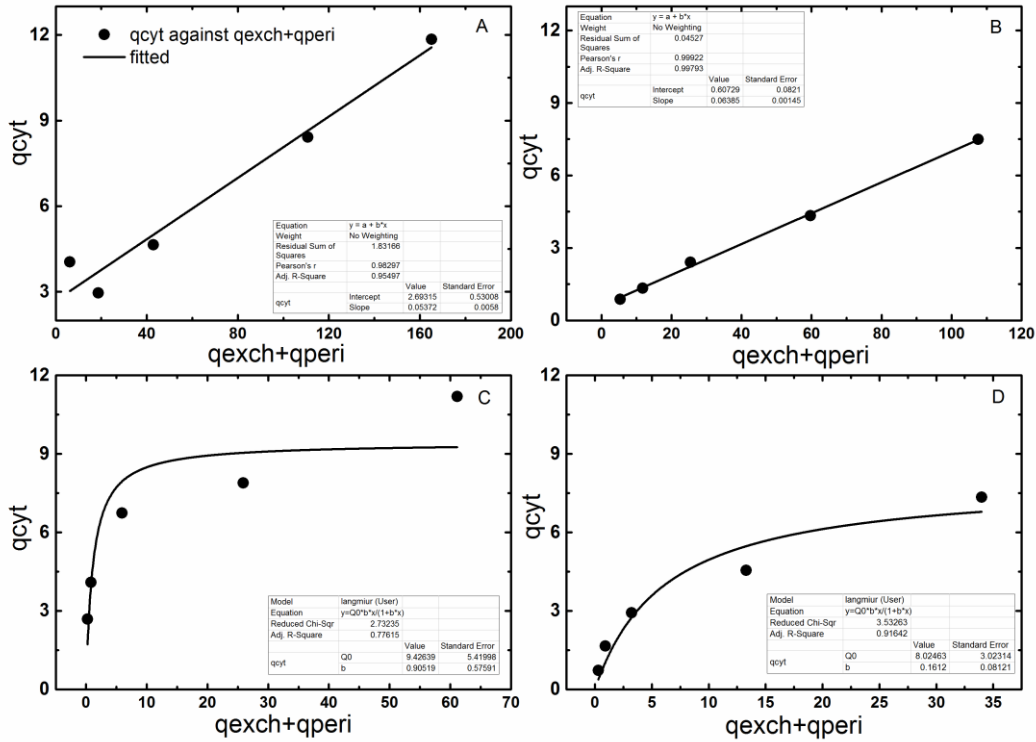 A
qcyt against qexch+qperi
fitted
12
9
6
3
qcyt
Equation y = a + b*x
Weight No Weighting
Residual Sum of Squares 1.83166
Pearson's r 0.98297
Adj. R-Square 0.95497
Value Standard Error
qcyt Intercept 2.69315 0.53008
Slope 0.05372 0.0058
0 40 80 120 160 200
qexch+qperi
B
Equation y = a + b*x
Weight No Weighting
Residual Sum of Squares 0.04527
Pearson's r 0.99922
Adj. R-Square 0.99793
Value Standard Error
qcyt Intercept 0.60729 0.0821
Slope 0.06385 0.00145
12
9
6
3
0
qcyt
0 20 40 60 80 100 120
qexch+qperi
C
12
9
6
3
0
qcyt
Model langmiur (User)
Equation y=Q0*b*x/(1+b*x)
Reduced Chi-Sqr 2.73235
Adj. R-Square 0.77615
Value Standard Error
qcyt Q0 9.42639 5.41998
b 0.90519 0.57591
0 10 20 30 40 50 60 70
qexch+qperi
D
12
9
6
3
0
qcyt
Model langmiur (User)
Equation y=Q0*b*x/(1+b*x)
Reduced Chi-Sqr 3.53263
Adj. R-Square 0.91642
Value Standard Error
qcyt Q0 8.02463 3.02314
b 0.1612 0.08121
0 5 10 15 20 25 30 35
qexch+qperi